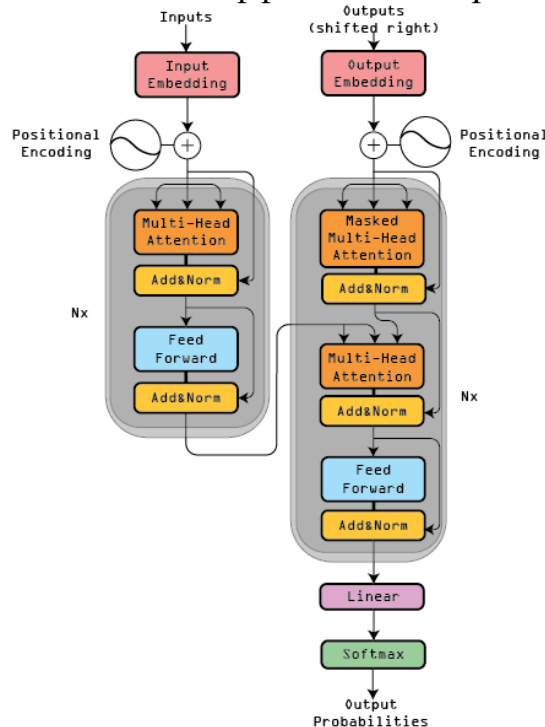 Inputs
Input
Embedding
Positional
Encoding
Multi-Head
Attention
Add&Norm
Nx
Feed
Forward
Add&Norm
Outputs
(shifted right)
Output
Embedding
Positional
Encoding
Masked
Multi-Head
Attention
Add&Norm
Multi-Head
Attention
Add&Norm
Nx
Feed
Forward
Add&Norm
Linear
Softmax
Output
Probabilities